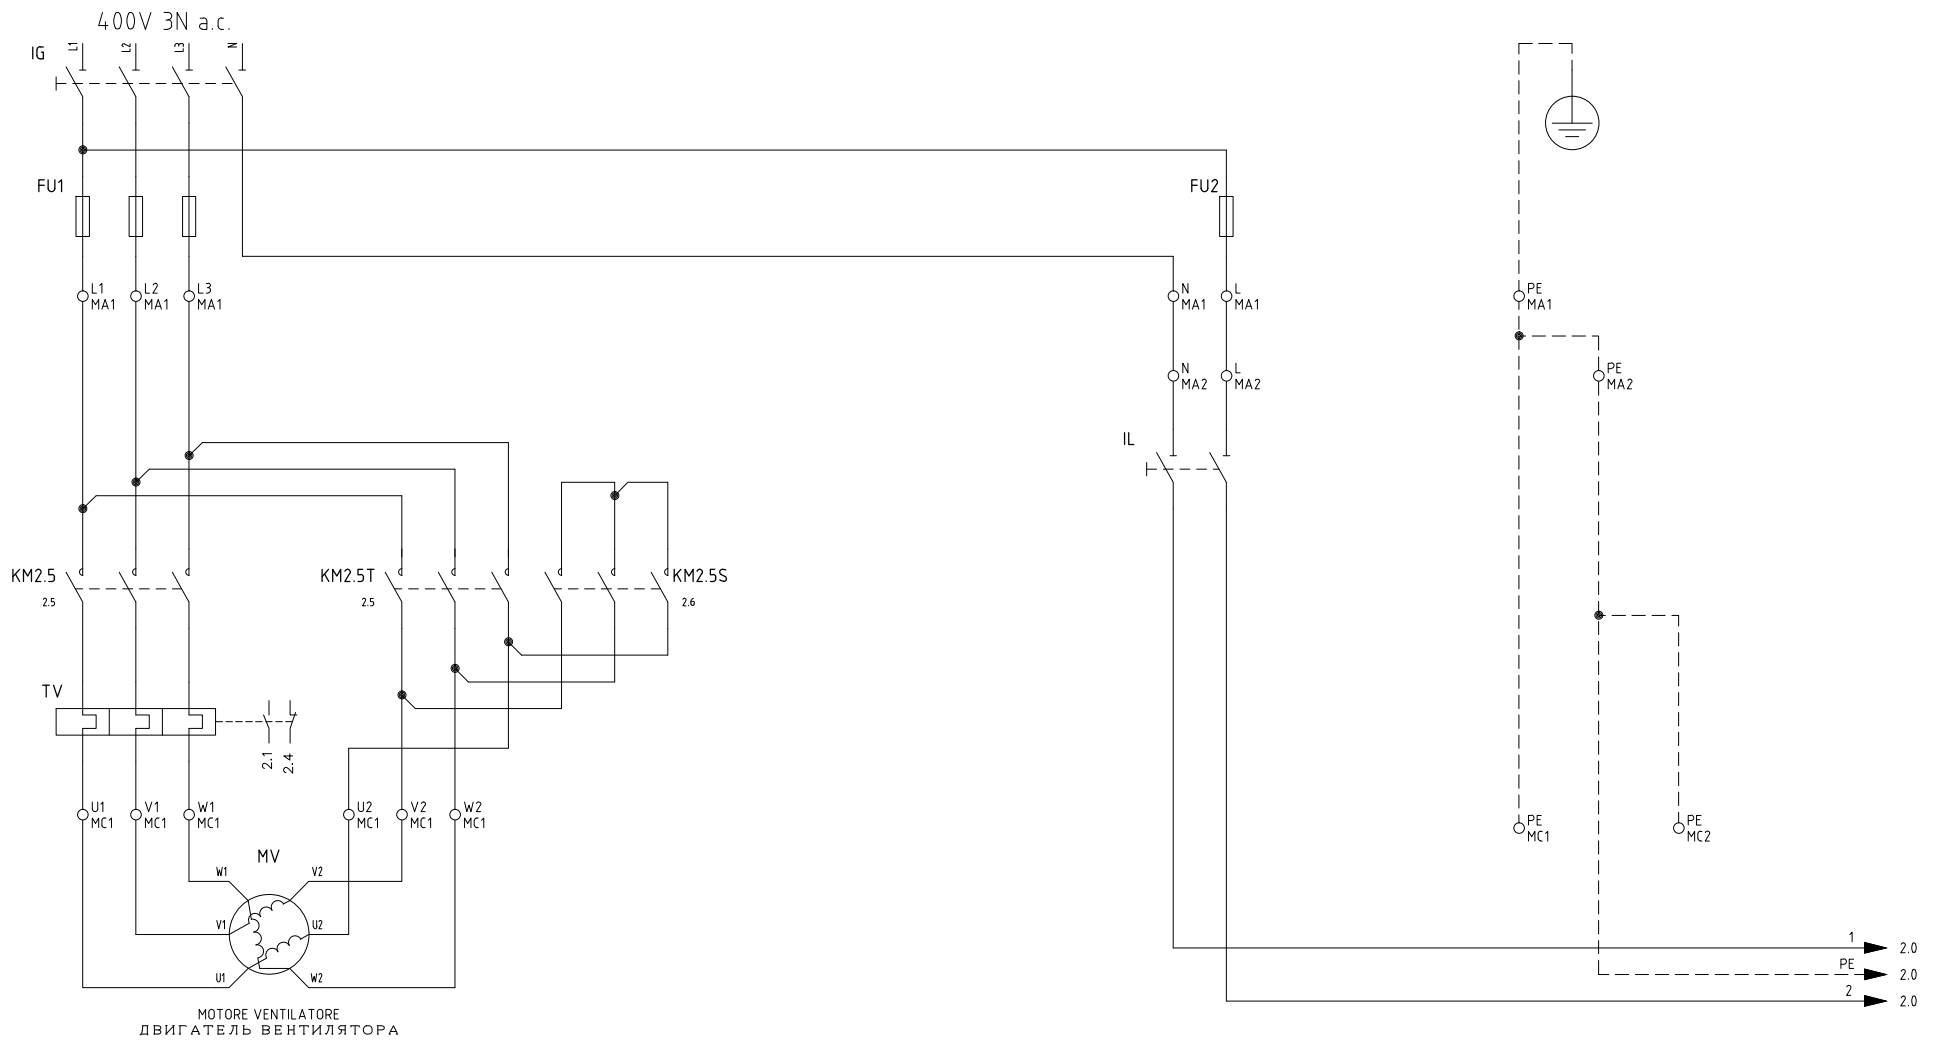 400V 3N a.c.
IG
L1
L2
L3
N
FU1
FU2
L1
MA1
L2
MA1
L3
MA1
N
MA1
L
MA1
PE
MA1
N
MA2
L
MA2
PE
MA2
IL
KM2.5
2.5
KM2.5T
2.5
KM2.5S
2.6
TV
2.1
2.4
U1
MC1
V1
MC1
W1
MC1
U2
MC1
V2
MC1
W2
MC1
PE
MC1
PE
MC2
MV
W1
V2
V1
U2
U1
W2
1
2.0
PE
2.0
2
2.0
MOTORE VENTILATORE
ДВИГАТЕЛЬ ВЕНТИЛЯТОРА